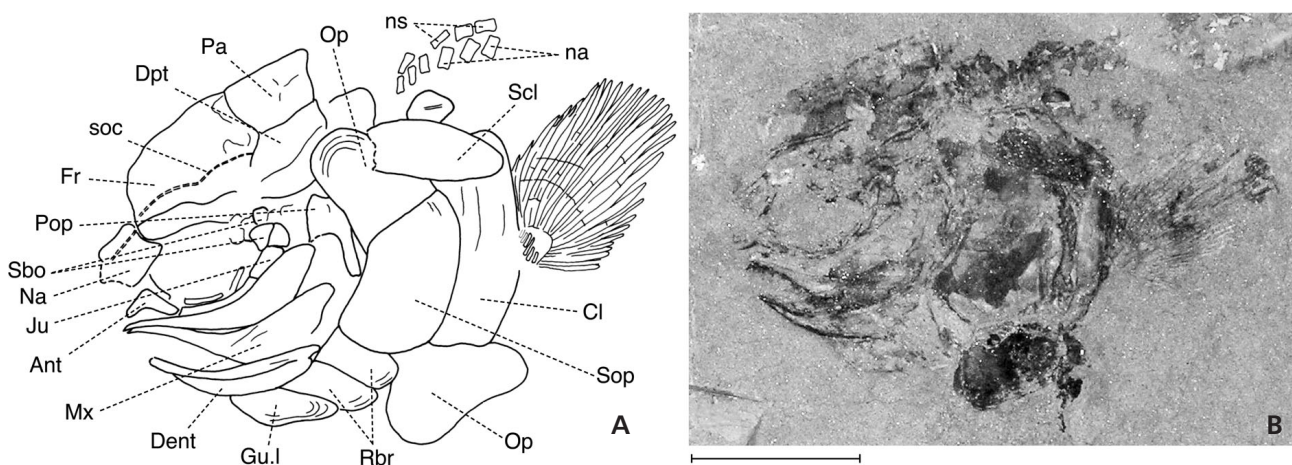 ns
Op
na
Pa
Dpt
Scl
soc
Fr
Pop
Sbo
Na
Ju
Cl
Ant
Sop
Mx
Dent
Gu.l
Rbr
Op
A
B